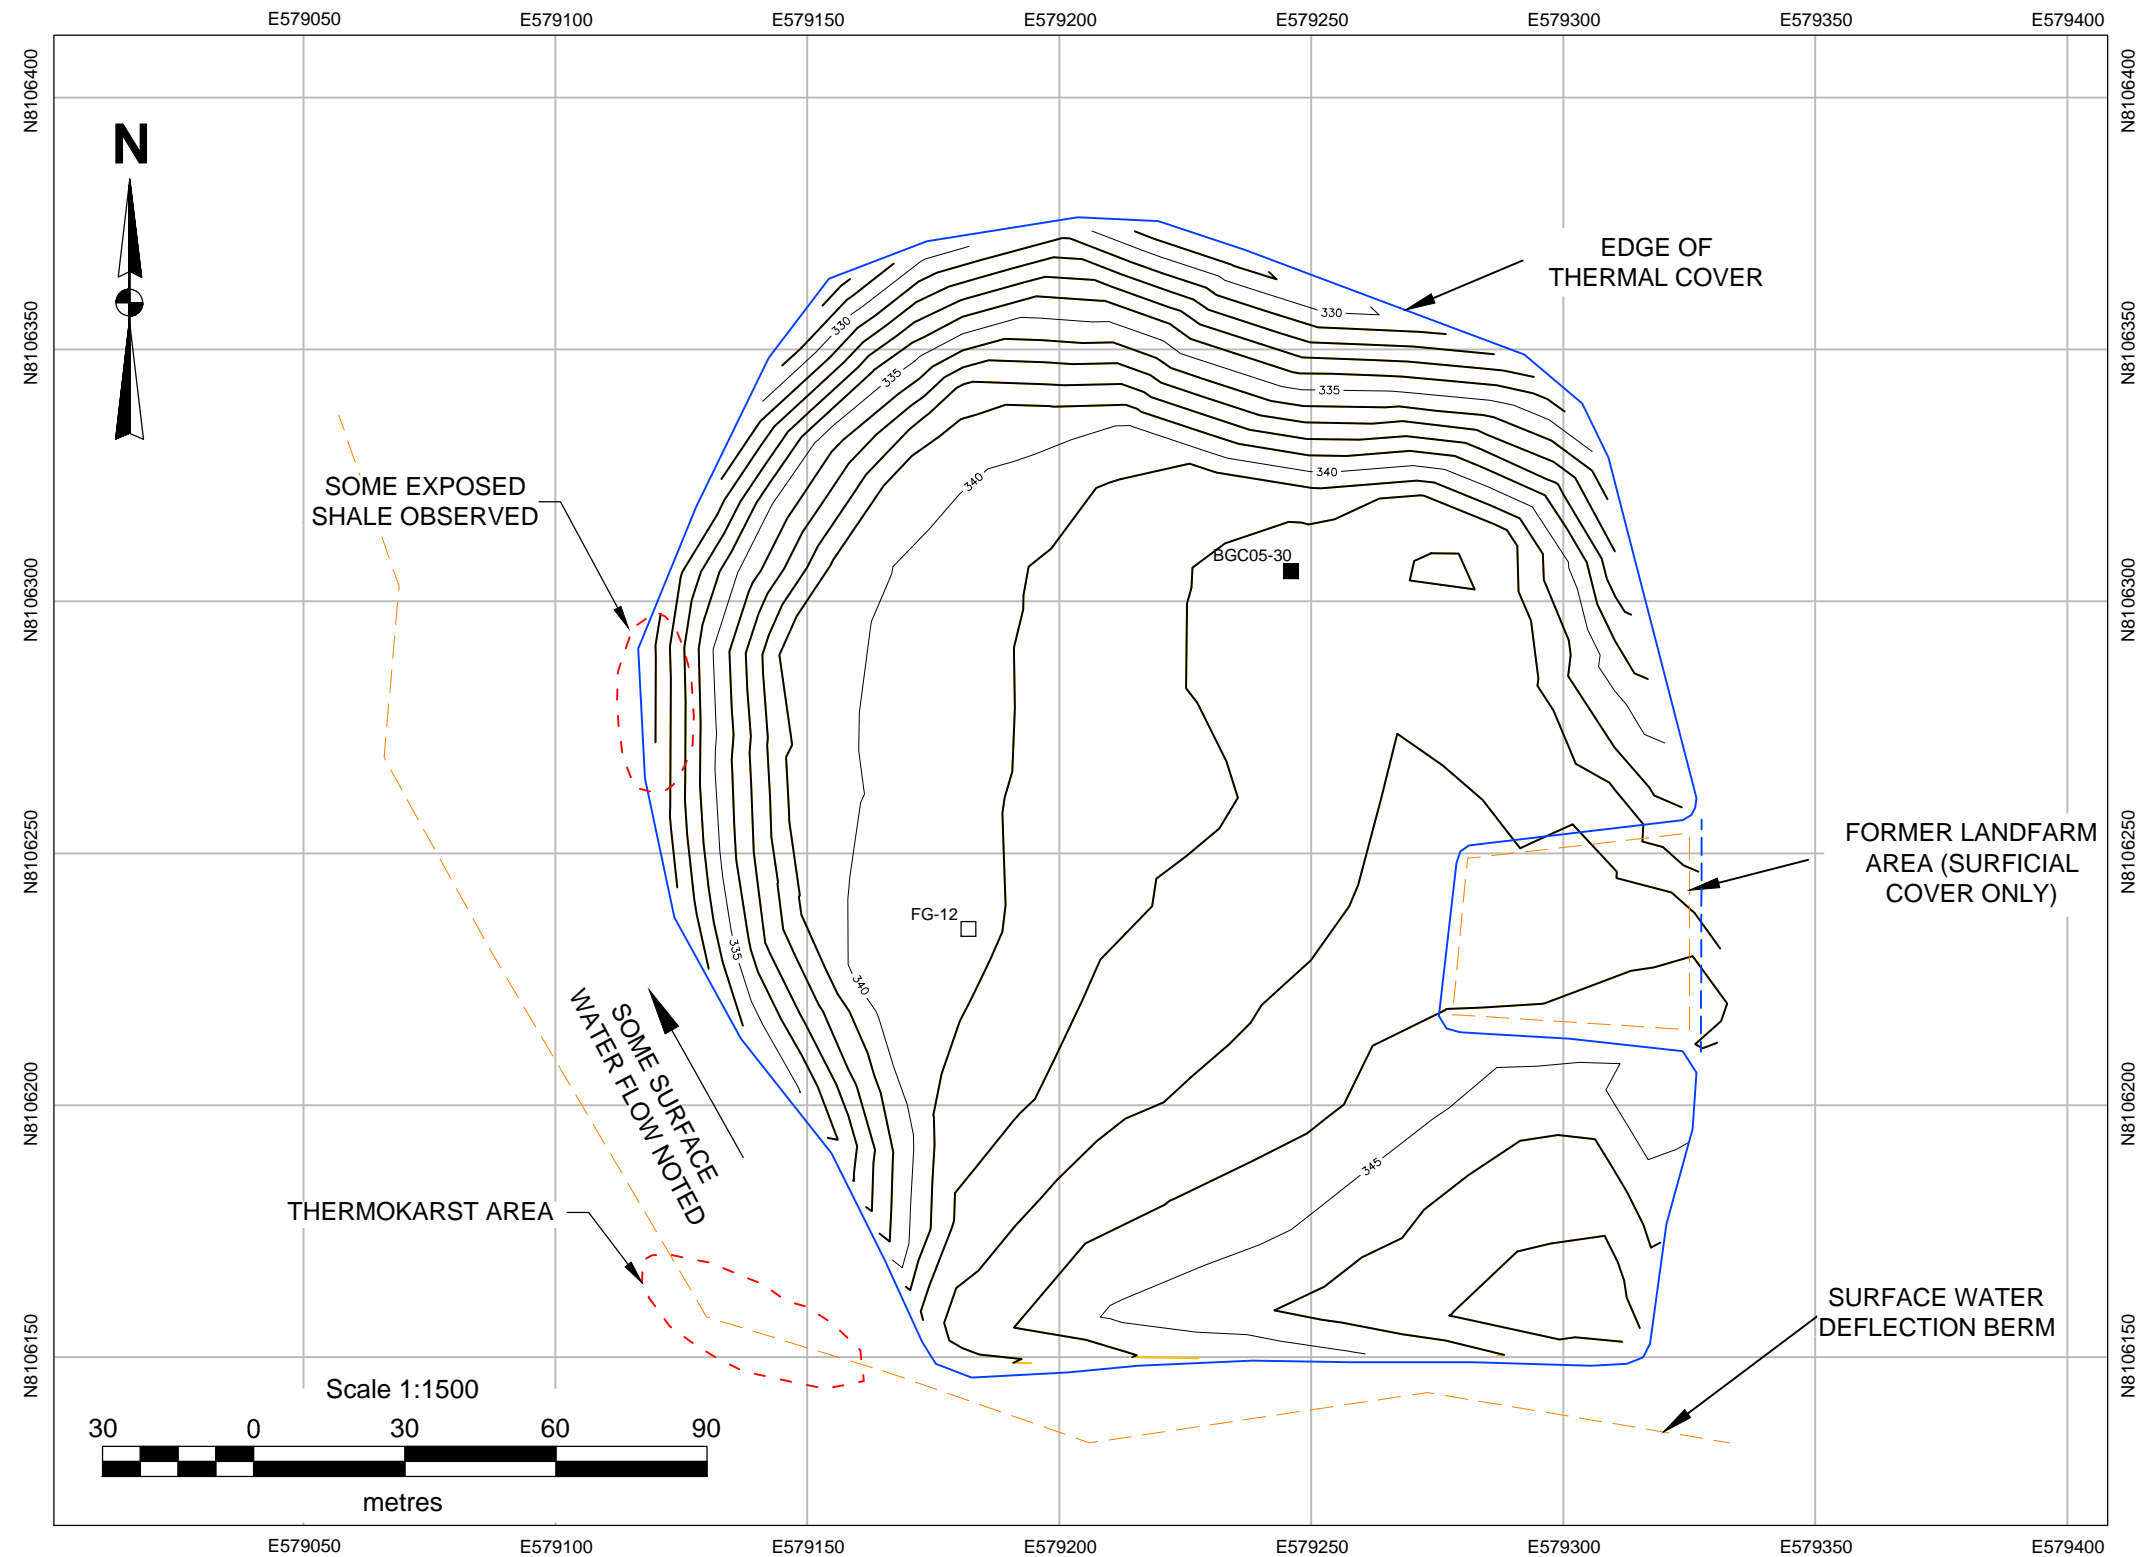 E579050 E579100 E579150 E579200 E579250 E579300 E579350 E579400
N8106400
N8106400
N
EDGE OF
THERMAL COVER
330
330
N8106350
N8106350
335
335
340
340
SOME EXPOSED
SHALE OBSERVED
BGC05-30
N8106300
N8106300
FORMER LANDFARM
AREA (SURFICIAL
COVER ONLY)
N8106250
N8106250
FG-12
335
340
SOME SURFACE
WATER FLOW NOTED
N8106200
N8106200
345
THERMOKARST AREA
SURFACE WATER
DEFLECTION BERM
N8106150
N8106150
Scale 1:1500
30 0 30 60 90
metres
E579050 E579100 E579150 E579200 E579250 E579300 E579350 E579400